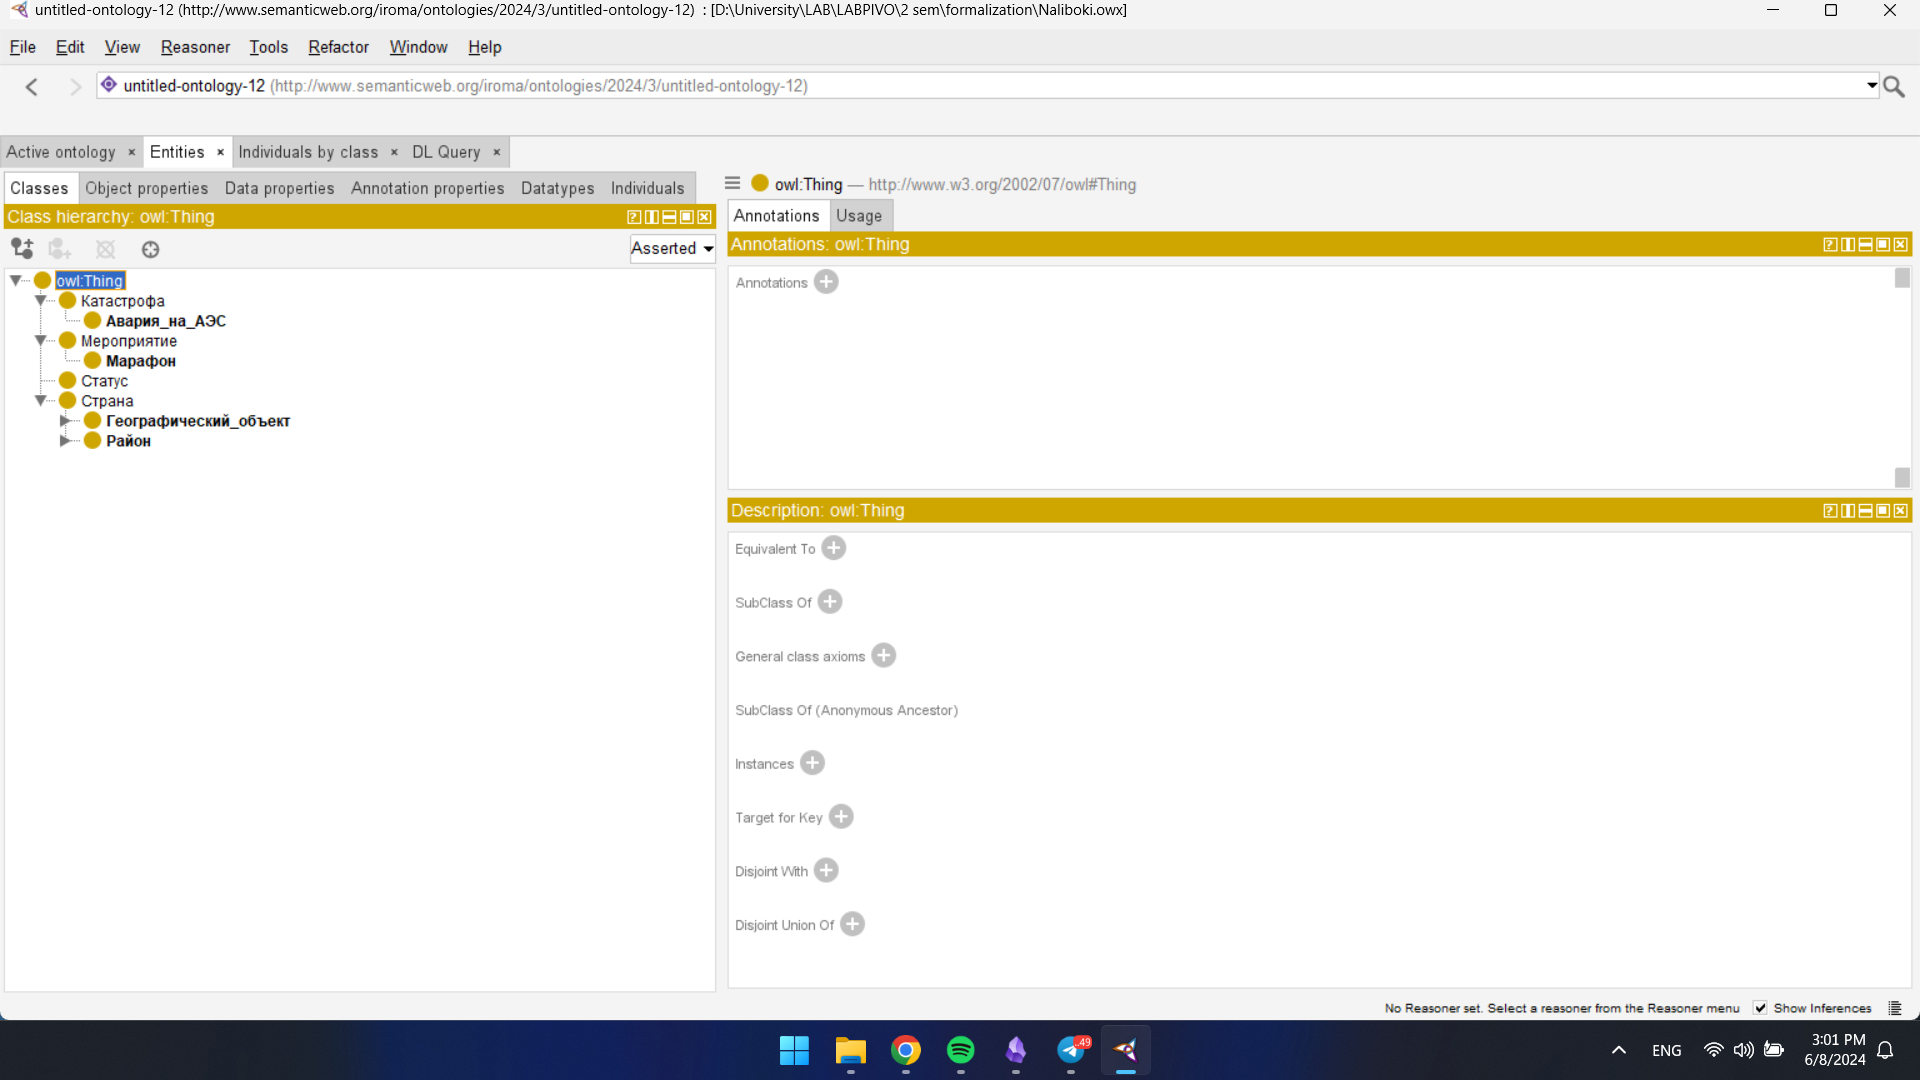 untitled-ontology-12 (http://www.semanticweb.org/iroma/ontologies/2024/3/untitled-ontology-12)  : [D:\University\LAB\LABPIVO\2 sem\formalization\Naliboki.owx]
File Edit View Reasoner Tools Refactor Window Help
untitled-ontology-12 (http://www.semanticweb.org/iroma/ontologies/2024/3/untitled-ontology-12)
Active ontology × Entities × Individuals by class × DL Query ×
Classes Object properties Data properties Annotation properties Datatypes Individuals
Class hierarchy: owl:Thing
Asserted
owl:Thing
Катастрофа
Авария_на_АЭС
Мероприятие
Марафон
Статус
Страна
Географический_объект
Район
owl:Thing — http://www.w3.org/2002/07/owl#Thing
Annotations Usage
Annotations: owl:Thing
Annotations
Description: owl:Thing
Equivalent To
SubClass Of
General class axioms
SubClass Of (Anonymous Ancestor)
Instances
Target for Key
Disjoint With
Disjoint Union Of
No Reasoner set. Select a reasoner from the Reasoner menu Show Inferences
49
ENG
3:01 PM
6/8/2024